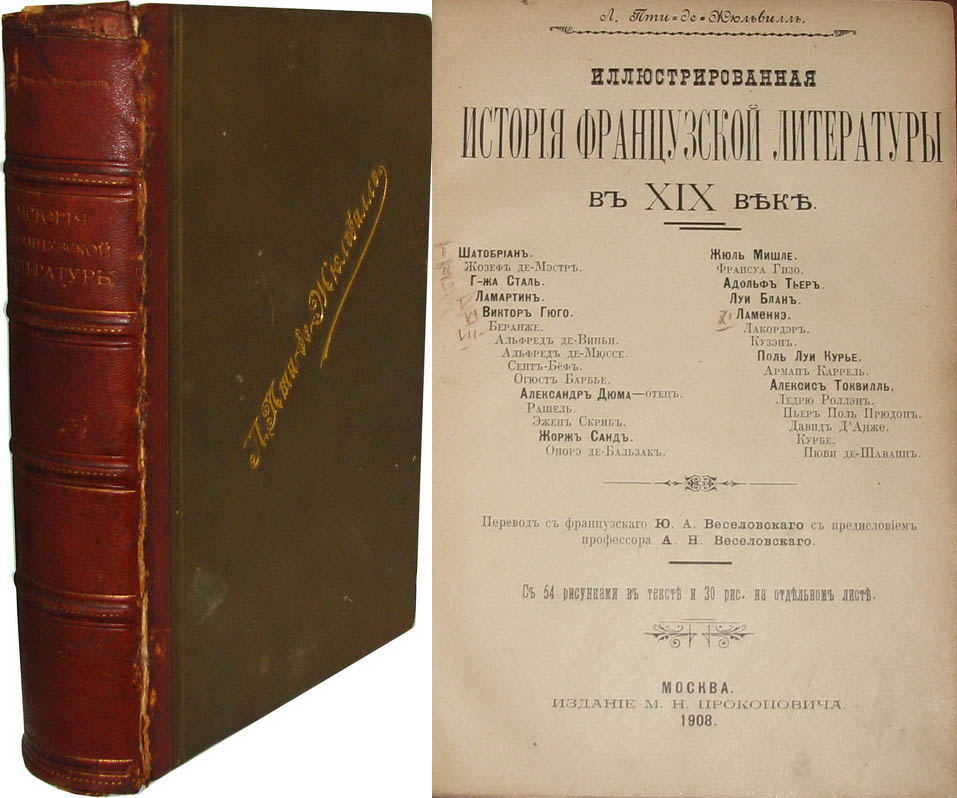 ИСТОРІЯ
ФРАНЦУЗСКОЙ
ЛИТЕРАТУРЫ
Л. Пти-де-Жюльвилль
Л. Пти-де-Жюльвилль.
ИЛЛЮСТРИРОВАННАЯ
ИСТОРІЯ ФРАНЦУЗСКОЙ ЛИТЕРАТУРЫ
въ XIX вѣкѣ.
Шатобріанъ.
Жозефъ де-Мэстръ.
Г-жа Сталь.
Ламартинъ.
Викторъ Гюго.
Беранже.
Альфредъ де-Виньи.
Альфредъ де-Мюссе.
Сентъ-Бёфъ.
Огюстъ Барбье.
Александръ Дюма—отецъ.
Рашель.
Эженъ Скрибъ.
Жоржъ Сандъ.
Онорэ де-Бальзакъ.
Жюль Мишле.
Франсуа Гизо.
Адольфъ Тьеръ.
Луи Бланъ.
Ламеннэ.
Лакордэръ.
Кузэнъ.
Поль Луи Курье.
Арманъ Каррель.
Алексисъ Токвилль.
Ледрю Роллэнъ.
Пьеръ Поль Прюдонъ.
Давидъ Д'Анже.
Курбе.
Пюви де-Шаваннъ.
Переводъ съ французскаго Ю. А. Веселовскаго съ предисловіемъ
профессора А. Н. Веселовскаго.
Съ 54 рисунками въ текстѣ и 30 рис. на отдѣльномъ листѣ.
МОСКВА.
ИЗДАНІЕ М. Н. ПРОКОПОВИЧА
1908.